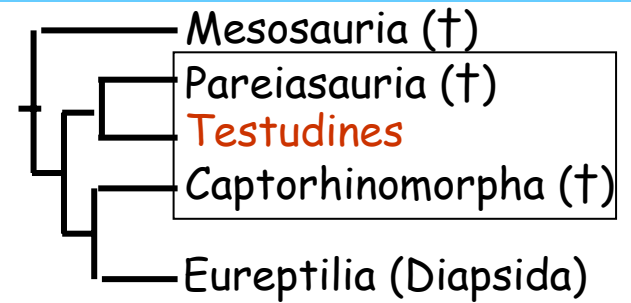 Mesosauria (†)
Pareiasauria (†)
Testudines
Captorhinomorpha (†)
Eureptilia (Diapsida)